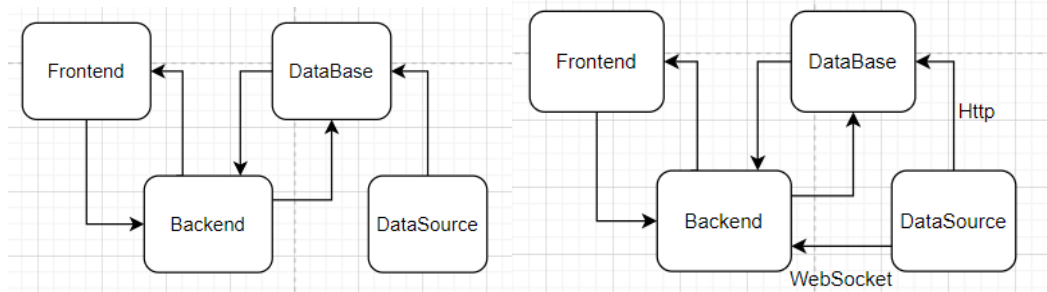 Frontend
DataBase
Backend
DataSource
Frontend
DataBase
Http
Backend
DataSource
WebSocket